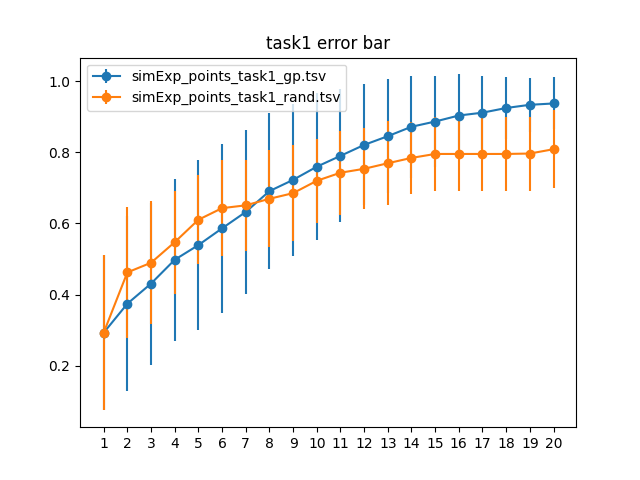 task1 error bar
simExp_points_task1_gp.tsv
simExp_points_task1_rand.tsv
1.0
0.8
0.6
0.4
0.2
1 2 3 4 5 6 7 8 9 10 11 12 13 14 15 16 17 18 19 20